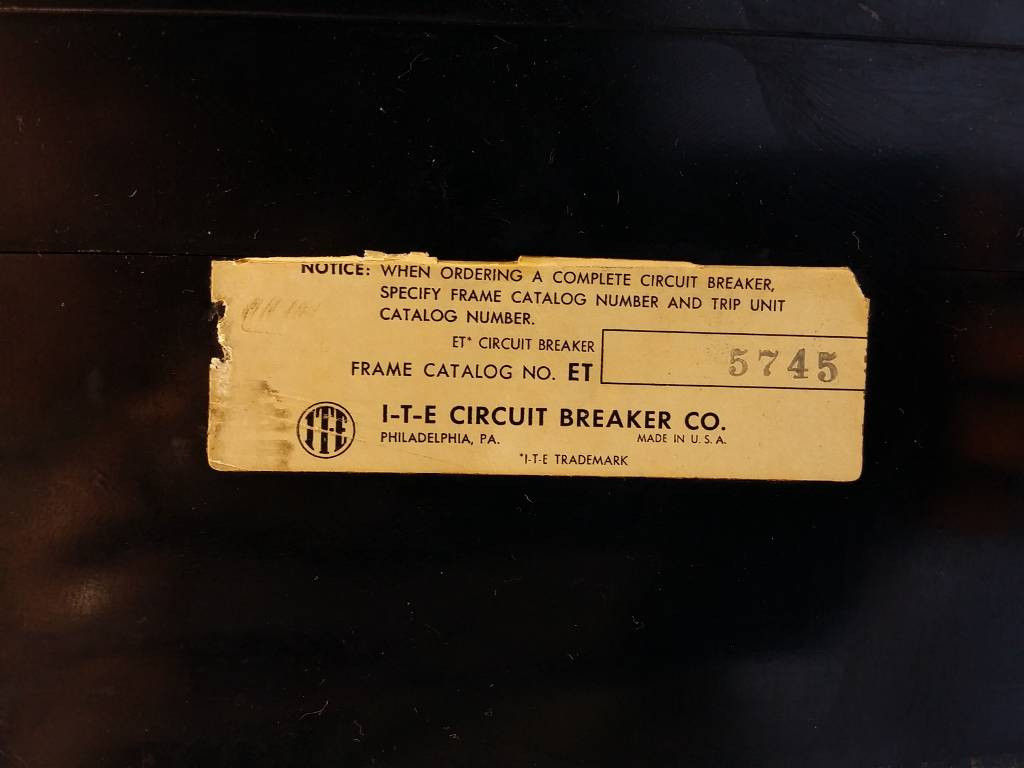 NOTICE: WHEN ORDERING A COMPLETE CIRCUIT BREAKER,
SPECIFY FRAME CATALOG NUMBER AND TRIP UNIT
CATALOG NUMBER.
ET* CIRCUIT BREAKER
FRAME CATALOG NO. ET 5745
I-T-E
I-T-E CIRCUIT BREAKER CO.
PHILADELPHIA, PA. MADE IN U.S.A.
*I-T-E TRADEMARK